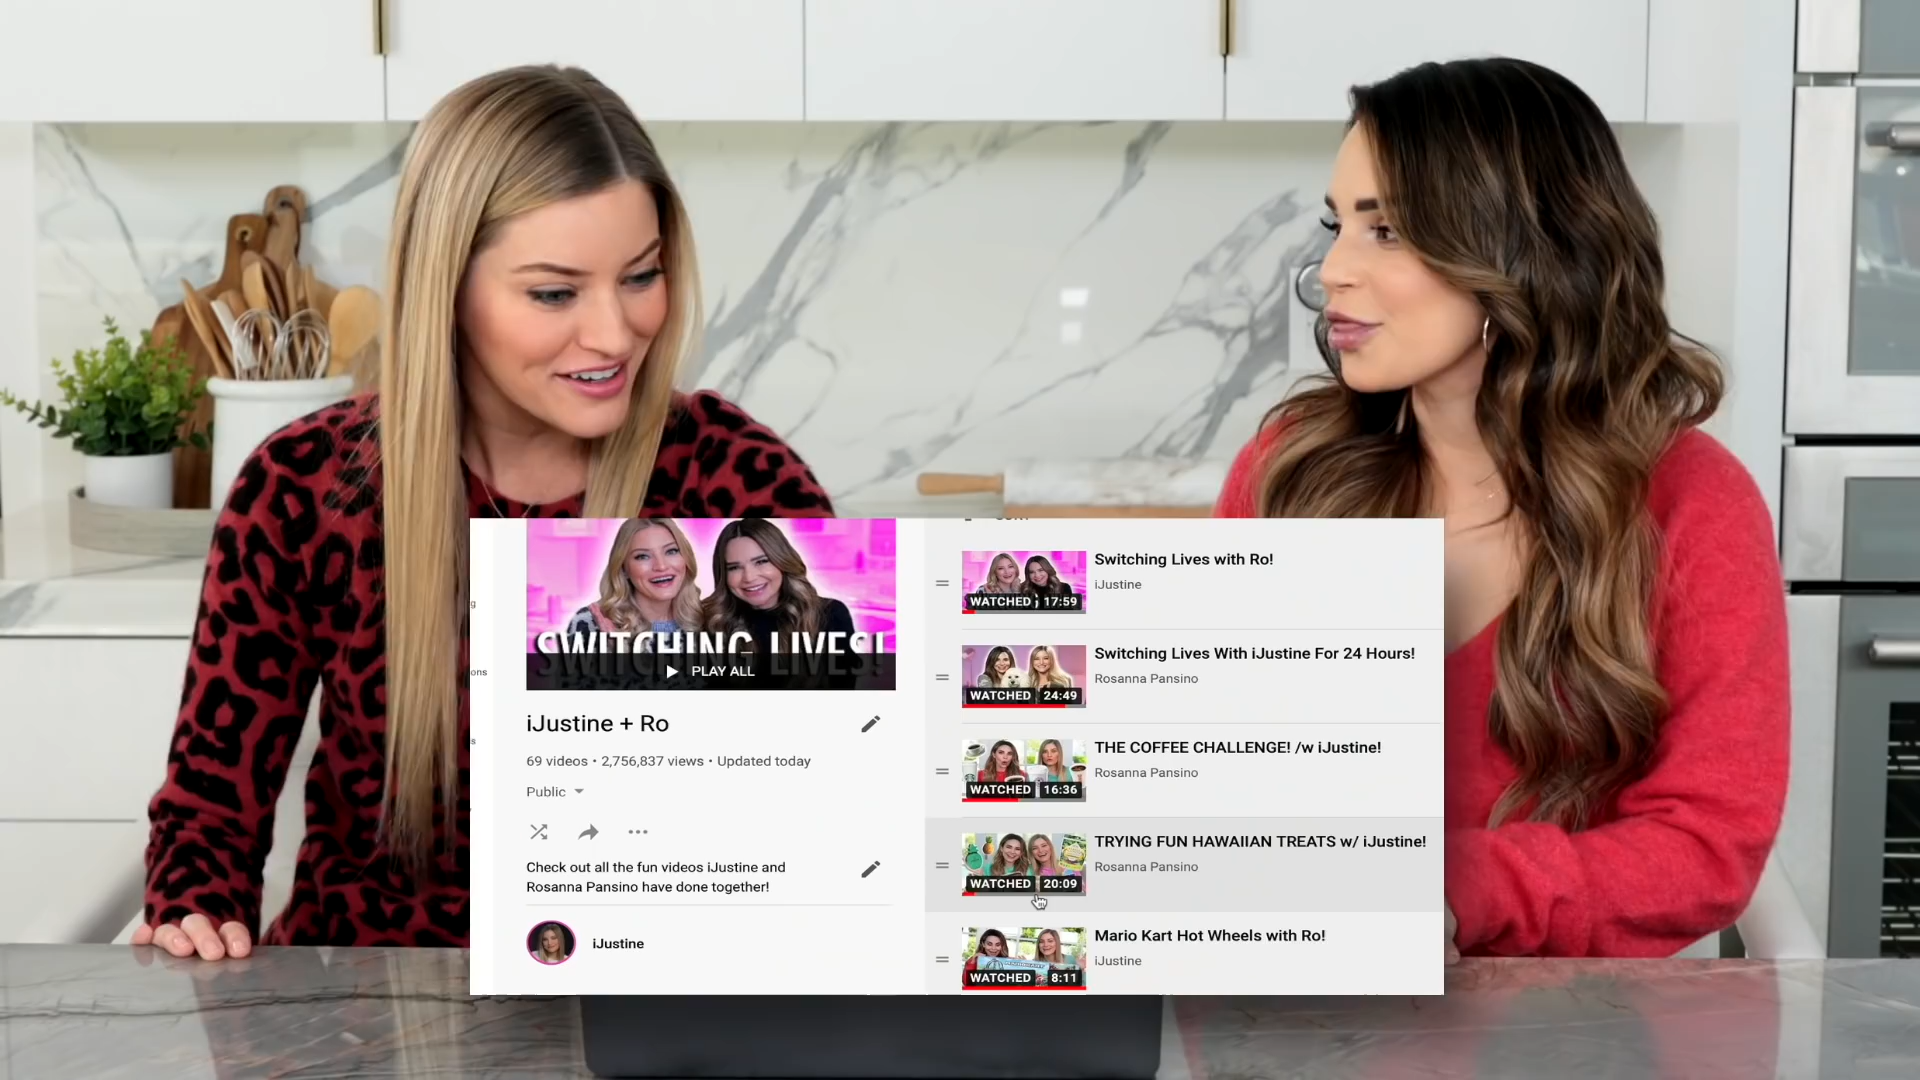 SWITCHING LIVES!
PLAY ALL
iJustine + Ro
69 videos • 2,756,837 views • Updated today
Public
Check out all the fun videos iJustine and
Rosanna Pansino have done together!
iJustine
Switching Lives with Ro!
iJustine
WATCHED 17:59
Switching Lives With iJustine For 24 Hours!
Rosanna Pansino
WATCHED 24:49
THE COFFEE CHALLENGE! /w iJustine!
Rosanna Pansino
WATCHED 16:36
TRYING FUN HAWAIIAN TREATS w/ iJustine!
Rosanna Pansino
WATCHED 20:09
Mario Kart Hot Wheels with Ro!
iJustine
WATCHED 8:11